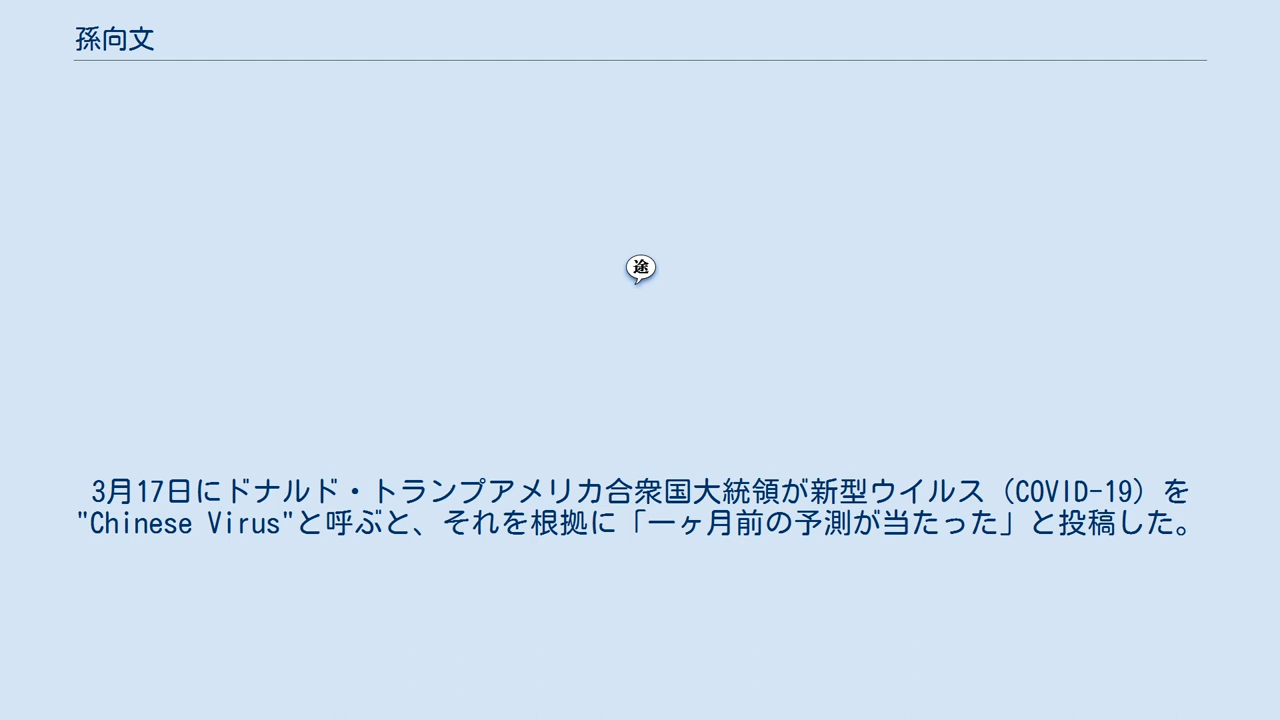 孫向文
途
3月17日にドナルド・トランプアメリカ合衆国大統領が新型ウイルス（COVID-19）を
"Chinese Virus"と呼ぶと、それを根拠に「一ヶ月前の予測が当たった」と投稿した。